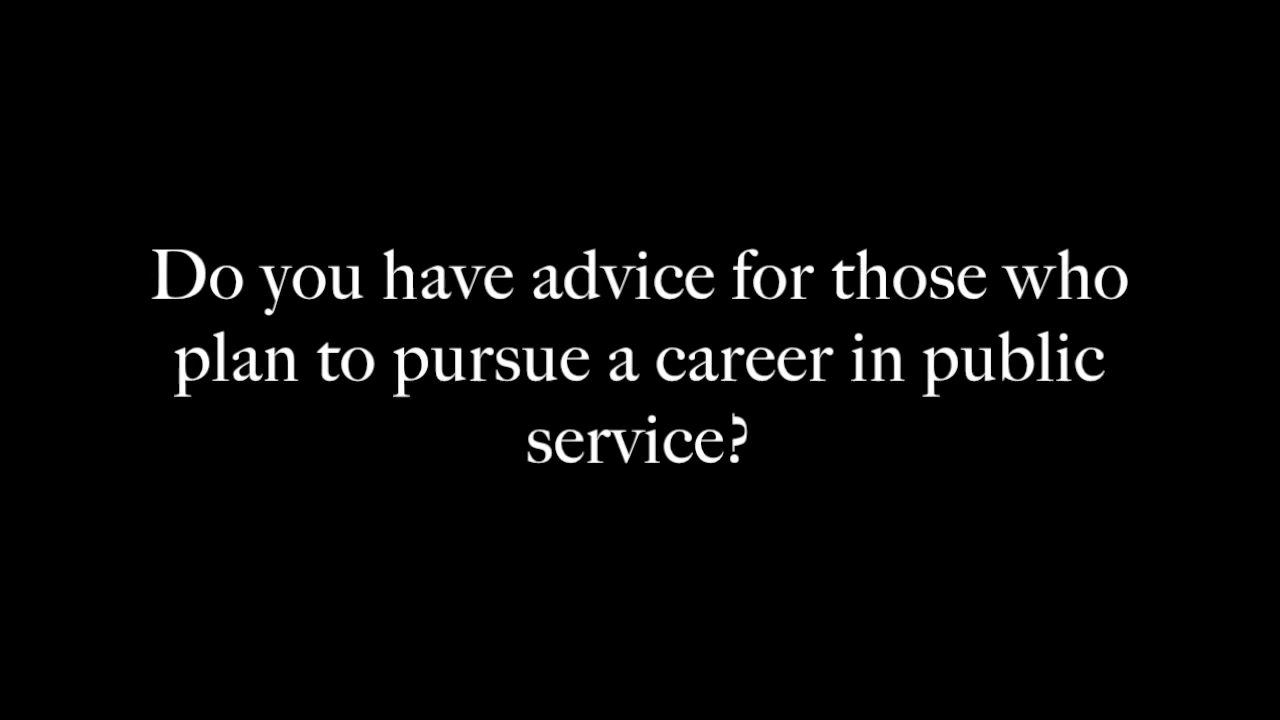 Do you have advice for those who
plan to pursue a career in public
service?